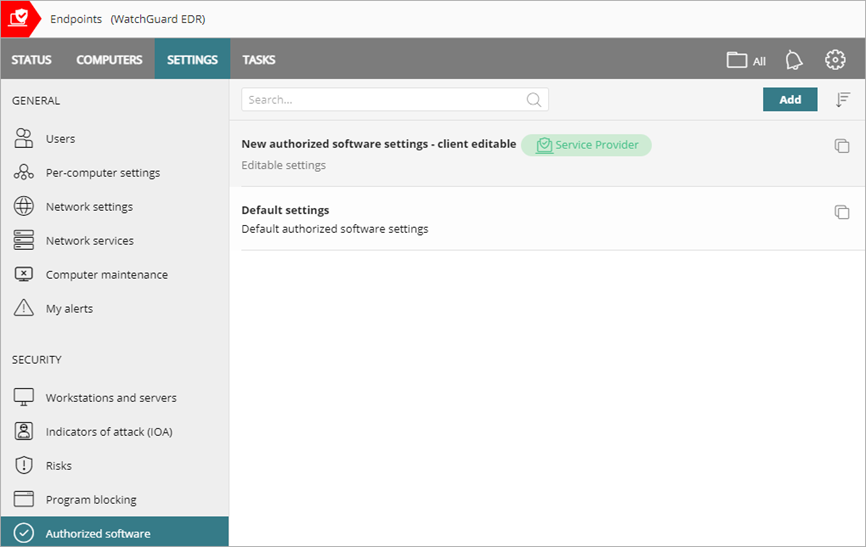 Endpoints (WatchGuard EDR)
STATUS COMPUTERS SETTINGS TASKS All
GENERAL
Users
Per-computer settings
Network settings
Network services
Computer maintenance
My alerts
SECURITY
Workstations and servers
Indicators of attack (IOA)
Risks
Program blocking
Authorized software
Search... Add
New authorized software settings - client editable Service Provider
Editable settings
Default settings
Default authorized software settings